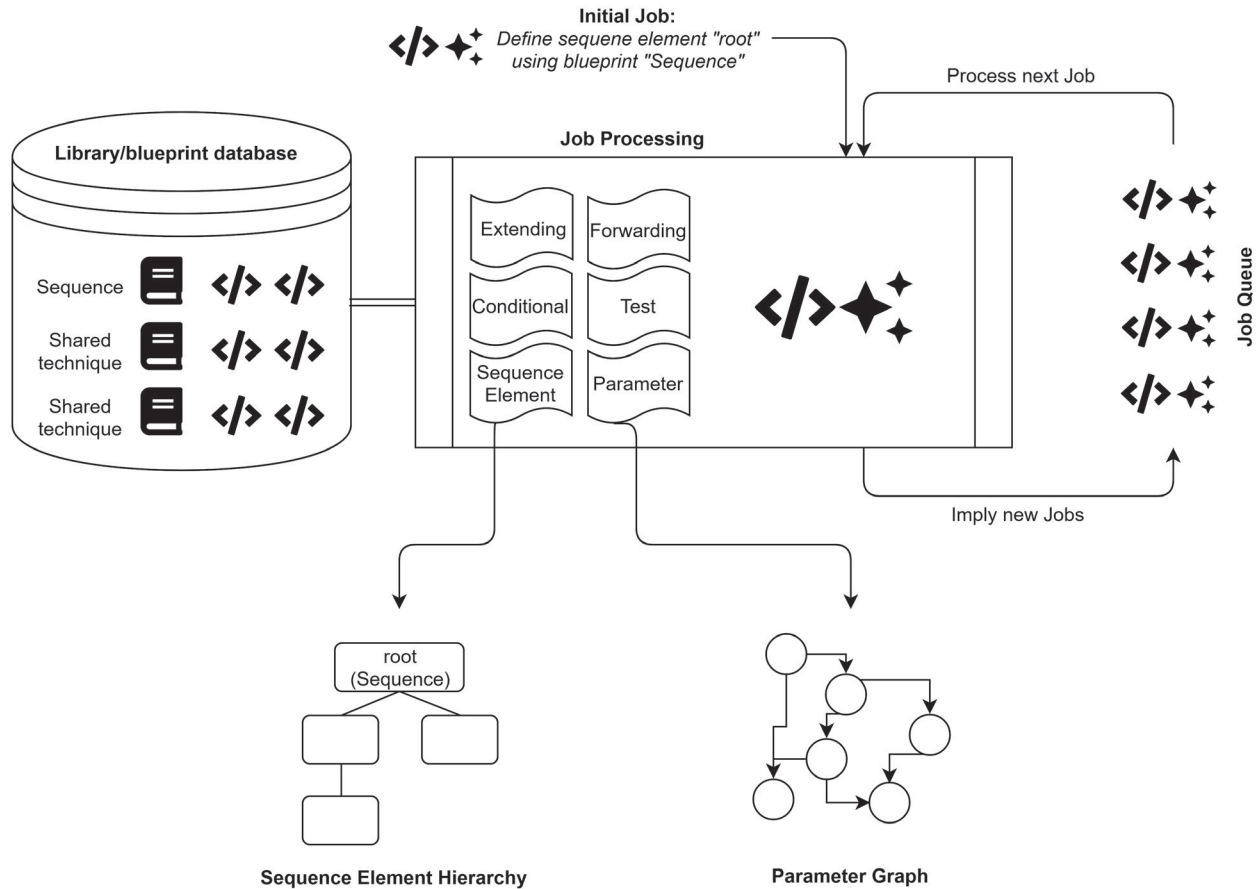 Initial Job:
Define sequene element "root"
using blueprint "Sequence"
Process next Job
Library/blueprint database
Job Processing
Extending
Forwarding
Sequence
Conditional
Test
Shared
technique
Sequence
Element
Parameter
Shared
technique
Job Queue
Imply new Jobs
root
(Sequence)
Sequence Element Hierarchy
Parameter Graph